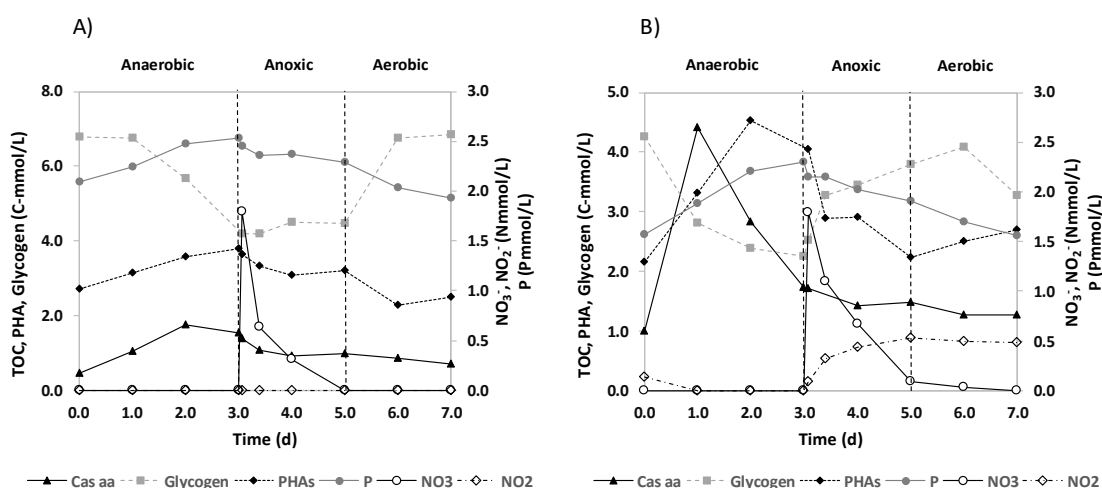 A)
Anaerobic Anoxic Aerobic
8.0
6.0
4.0
2.0
0.0
3.0
2.5
2.0
1.5
1.0
0.5
0.0
0.0 1.0 2.0 3.0 4.0 5.0 6.0 7.0
TOC, PHA, Glycogen (C-mmol/L)
NO3-, NO2- (Nmmol/L)
P (Pmmol/L)
Time (d)
Cas aa Glycogen PHAs P NO3 NO2
B)
Anaerobic Anoxic Aerobic
5.0
4.0
3.0
2.0
1.0
0.0
3.0
2.5
2.0
1.5
1.0
0.5
0.0
0.0 1.0 2.0 3.0 4.0 5.0 6.0 7.0
TOC, PHA, Glycogen (C-mmol/L)
NO3-, NO2- (Nmmol/L)
P (Pmmol/L)
Time (d)
Cas aa Glycogen PHAs P NO3 NO2